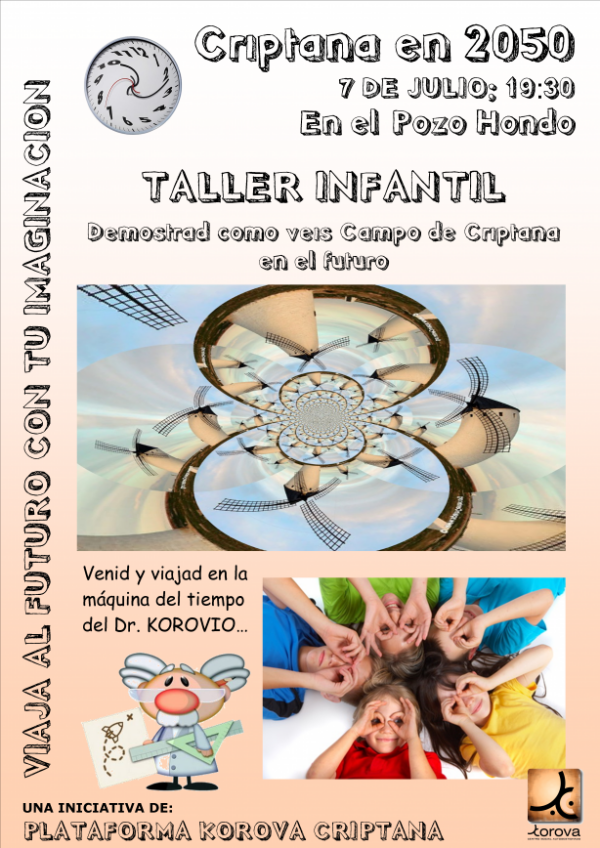 Criptana en 2050
7 DE JULIO; 19:30
En el Pozo Hondo
TALLER INFANTIL
Demostrad como veis Campo de Criptana
en el futuro
VIAJA AL FUTURO CON TU IMAGINACION
Venid y viajad en la
máquina del tiempo
del Dr. KOROVIO...
UNA INICIATIVA DE:
PLATAFORMA KOROVA CRIPTANA
korova